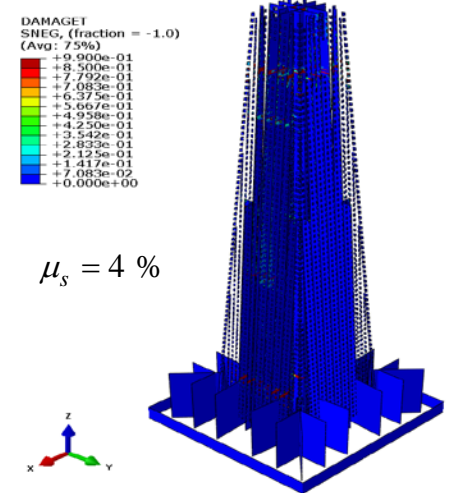 DAMAGET
SNEG, (fraction = -1.0)
(Avg: 75%)
+9.900e-01
+8.500e-01
+7.792e-01
+7.083e-01
+6.375e-01
+5.667e-01
+4.958e-01
+4.250e-01
+3.542e-01
+2.833e-01
+2.125e-01
+1.417e-01
+7.083e-02
+0.000e+00
μs = 4 %
Z
X
Y